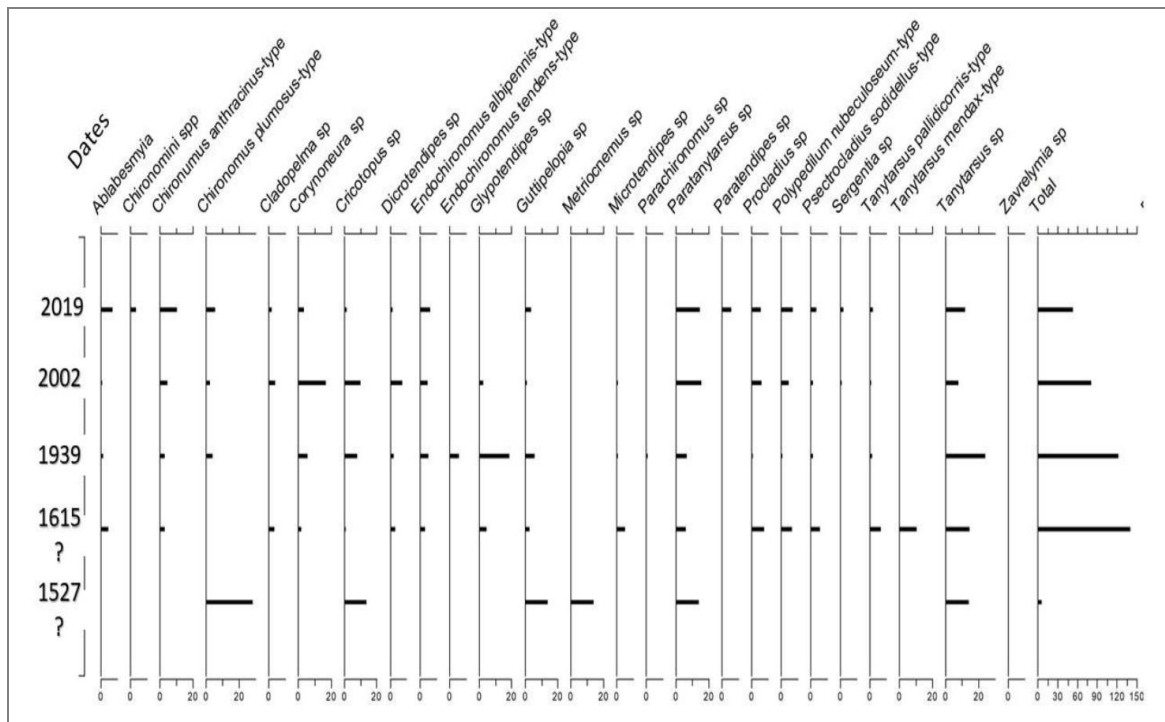 Dates
Ablabesmyia
Chironomini spp
Chironumus anthracinus-type
Chironomus plumosus-type
Cladopelma sp
Corynoneura sp
Cricotopus sp
Dicrotendipes sp
Endochironomus albipennis-type
Endochironomus tendens-type
Glypotendipes sp
Guttipelopia sp
Metriocnemus sp
Microtendipes sp
Parachironomus sp
Paratanytarsus sp
Paratendipes sp
Procladius sp
Polypedilum nubeculoseum-type
Psectrocladius sodidellus-type
Sergentia sp
Tanytarsus pallidicornis-type
Tanytarsus mendax-type
Tanytarsus sp
Zavrelymia sp
Total
2019
2002
1939
1615
?
1527
?
0 0 0 0 20 0 0 20 0 20 0 0 0 0 20 0 20 0 20 0 0 0 20 0 0 0 0 0 0 0 20 0 20 0 0 30 60 90 120 150